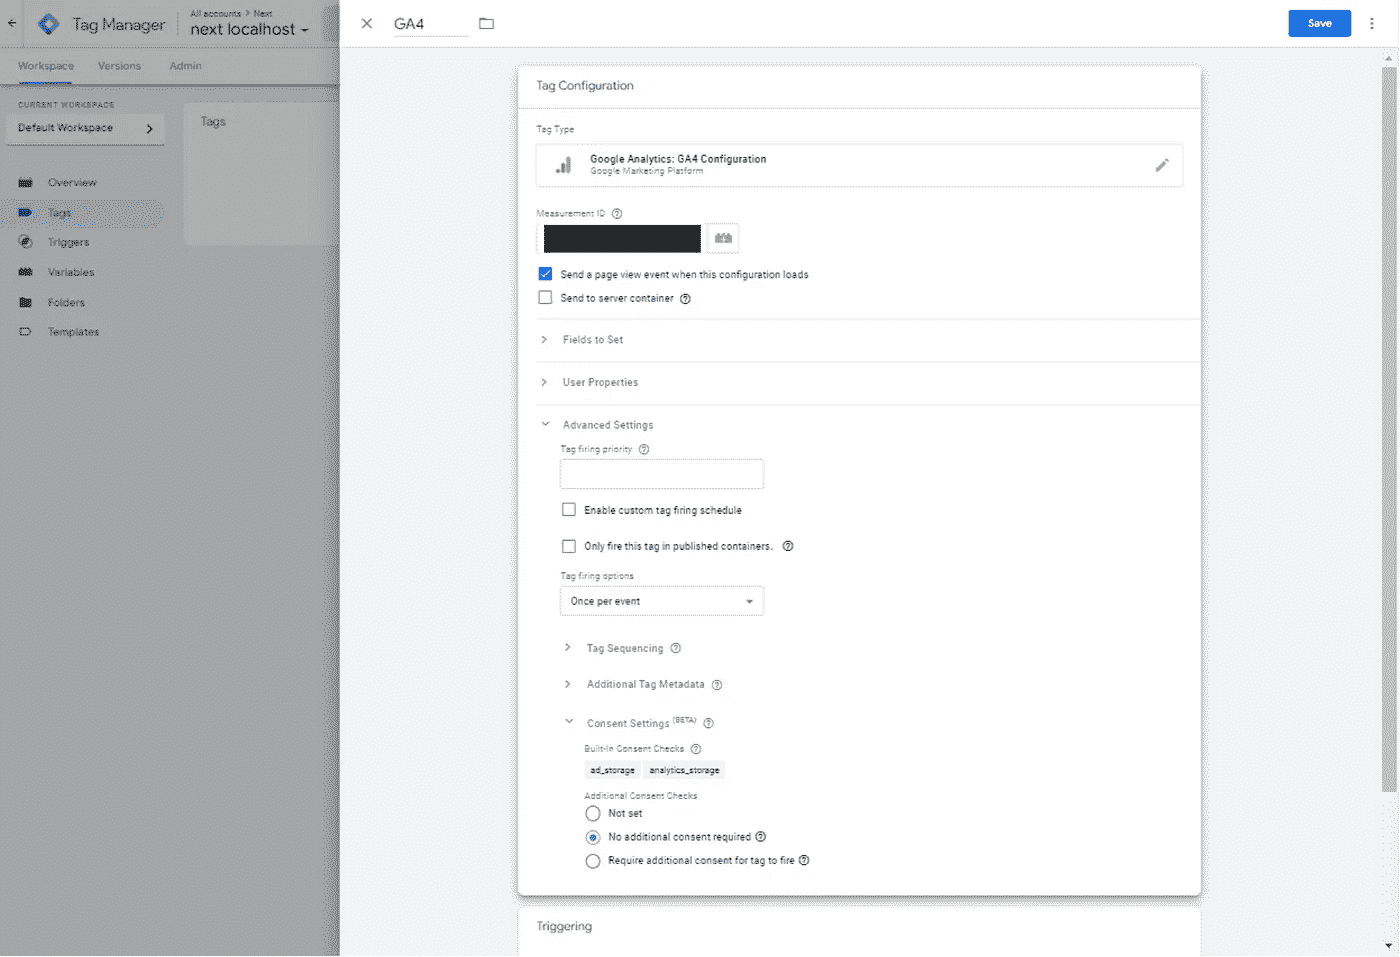 All accounts > Next
Tag Manager
next localhost
GA4
Save
Workspace
Versions
Admin
CURRENT WORKSPACE
Default Workspace
Tags
Overview
Tags
Triggers
Variables
Folders
Templates
Tag Configuration
Tag Type
Google Analytics: GA4 Configuration
Google Marketing Platform
Measurement ID
Send a page view event when this configuration loads
Send to server container
Fields to Set
User Properties
Advanced Settings
Tag firing priority
Enable custom tag firing schedule
Only fire this tag in published containers.
Tag firing options
Once per event
Tag Sequencing
Additional Tag Metadata
Consent Settings (BETA)
Built-In Consent Checks
ad_storage analytics_storage
Additional Consent Checks
Not set
No additional consent required
Require additional consent for tag to fire
Triggering